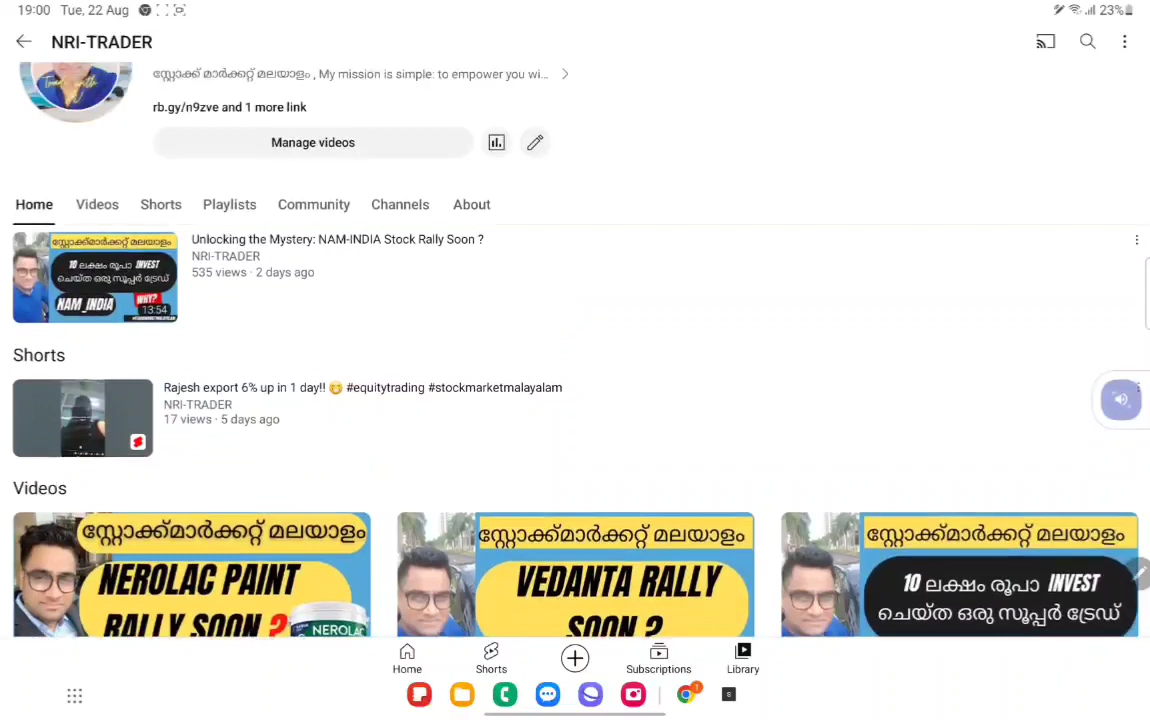 19:00 Tue, 22 Aug
23%
NRI-TRADER
സ്റ്റോക്ക് മാർക്കറ്റ് മലയാളം , My mission is simple: to empower you wi...
rb.gy/n9zve and 1 more link
Manage videos
Home Videos Shorts Playlists Community Channels About
സ്റ്റോക്ക്മാർക്കറ്റ് മലയാളം
10 ലക്ഷം രൂപാ INVEST
ചെയ്ത ഒരു സൂപ്പർ ട്രേഡ്
NAM_INDIA
WHY?
13:54
Unlocking the Mystery: NAM-INDIA Stock Rally Soon ?
NRI-TRADER
535 views · 2 days ago
Shorts
Rajesh export 6% up in 1 day!! 🤭 #equitytrading #stockmarketmalayalam
NRI-TRADER
17 views · 5 days ago
Videos
സ്റ്റോക്ക്മാർക്കറ്റ് മലയാളം
NEROLAC PAINT
RALLY SOON ?
NEROLAC
സ്റ്റോക്ക്മാർക്കറ്റ് മലയാളം
VEDANTA RALLY
SOON ?
സ്റ്റോക്ക്മാർക്കറ്റ് മലയാളം
10 ലക്ഷം രൂപാ INVEST
ചെയ്ത ഒരു സൂപ്പർ ട്രേഡ്
Home Shorts Subscriptions Library
1